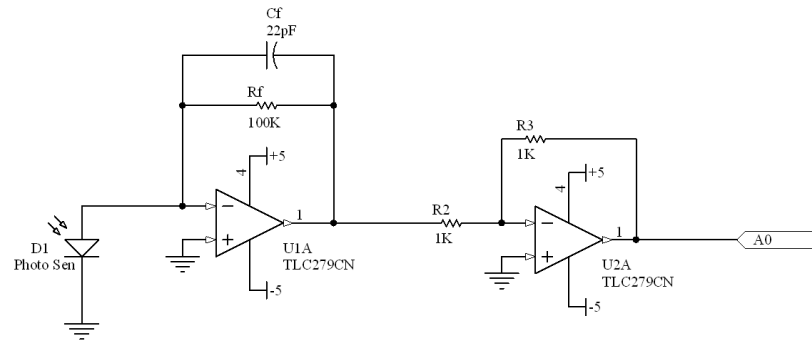 Cf
22pF
Rf
100K
+5
4
1
U1A
TLC279CN
-5
D1
Photo Sen
R2
1K
R3
1K
+5
4
1
U2A
TLC279CN
-5
A0